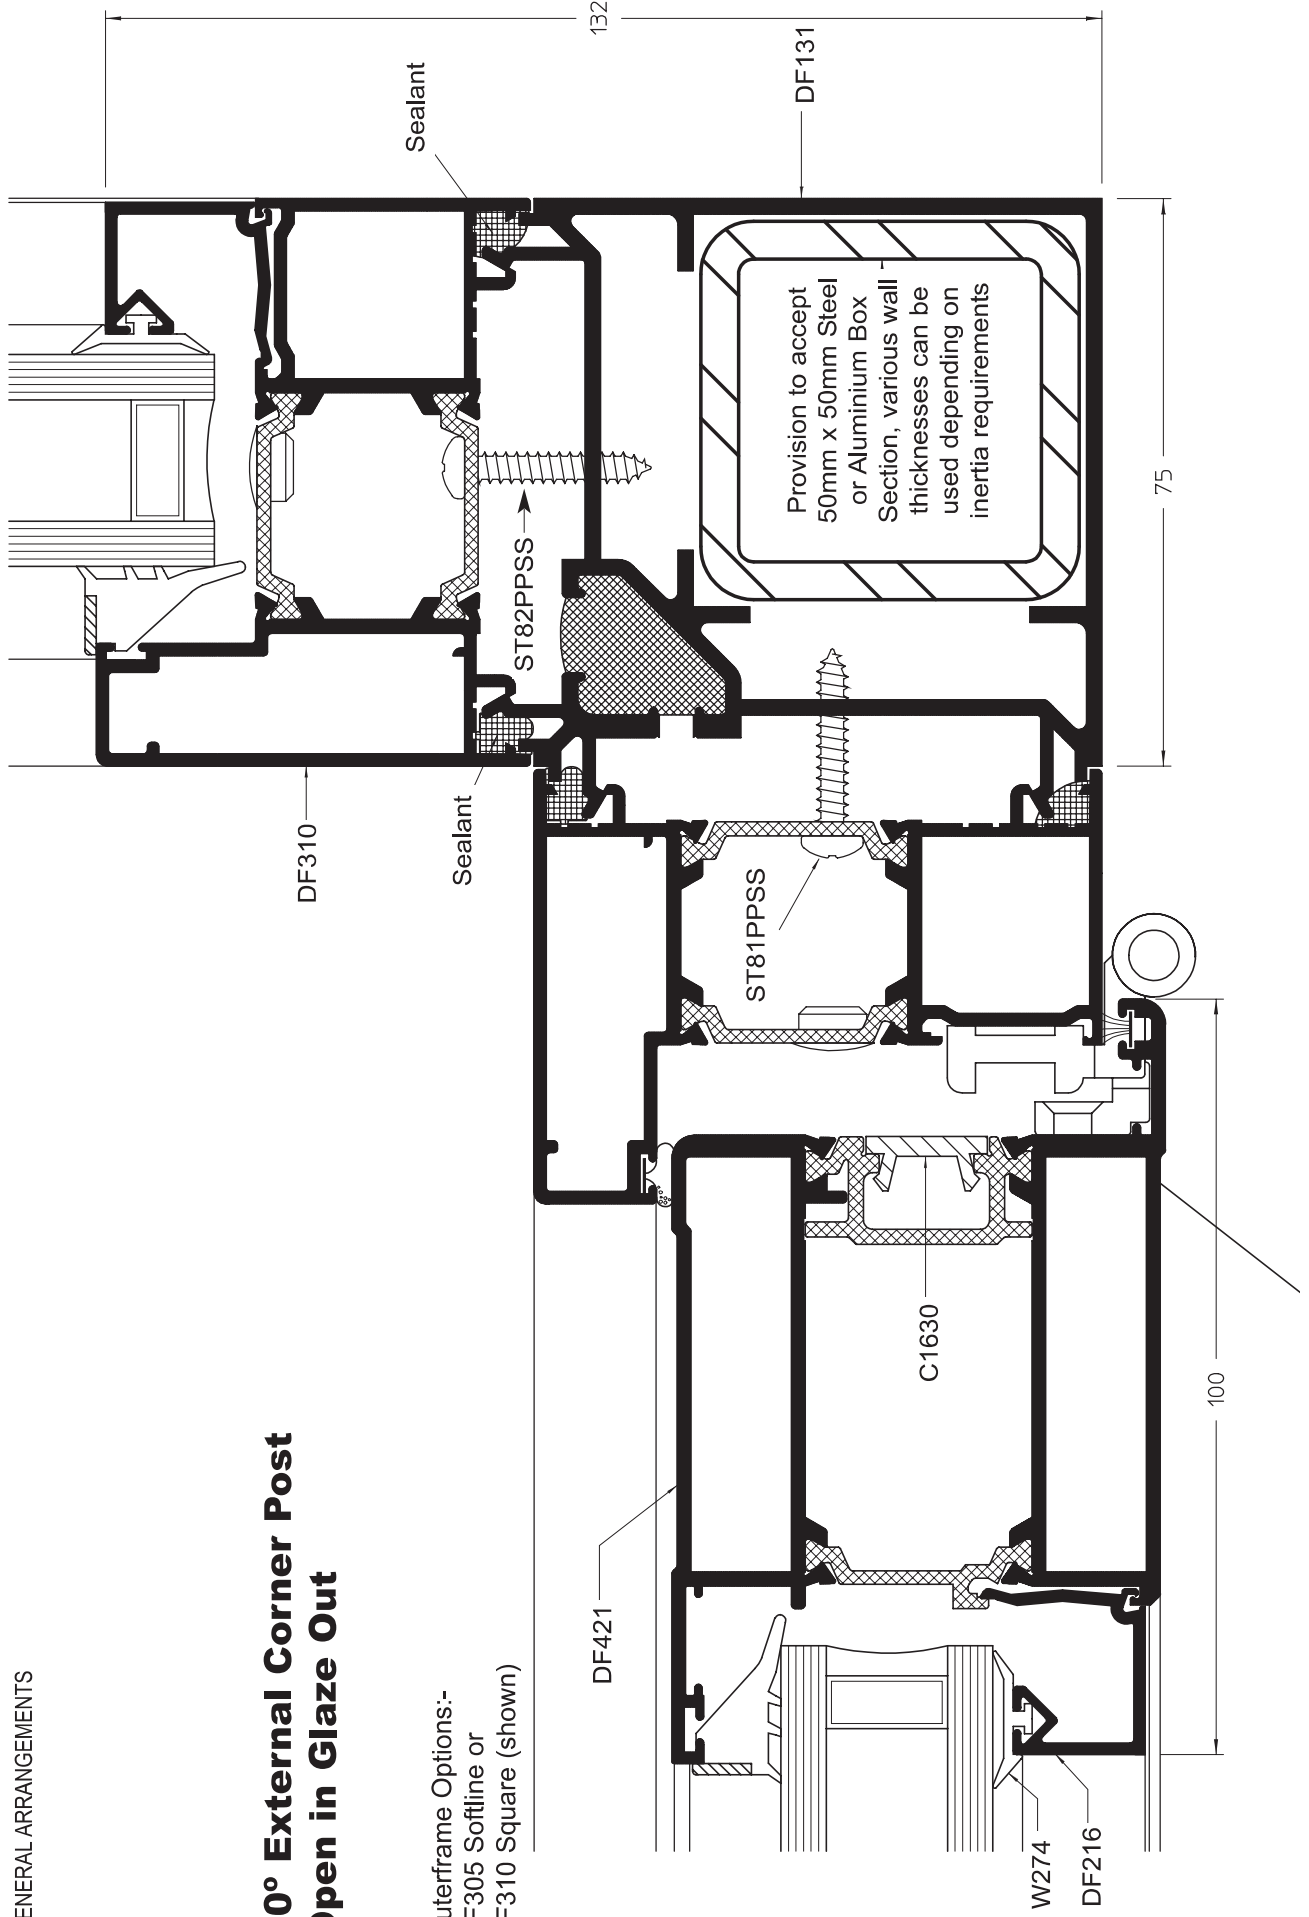 ENERAL ARRANGEMENTS
0º External Corner Post
Open in Glaze Out
uterframe Options:-
F305 Softline or
F310 Square (shown)
Sealant
132
DF131
ST82PPSS
Provision to accept
50mm x 50mm Steel
or Aluminium Box
Section, various wall
thicknesses can be
used depending on
inertia requirements
75
DF310
Sealant
ST81PPSS
C1630
100
DF421
W274
DF216